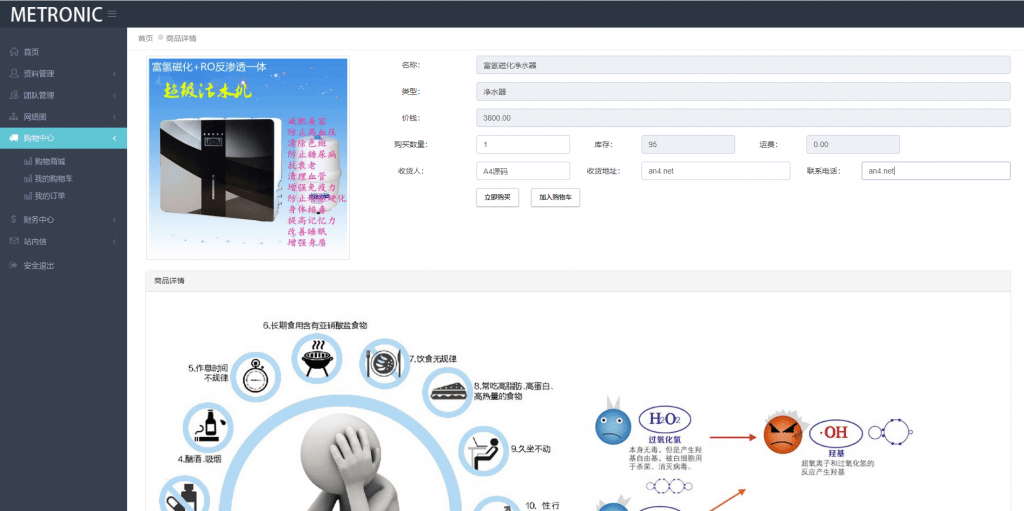 METRONIC
首页
资料管理
团队管理
网络图
购物中心
购物商城
我的购物车
我的订单
财务中心
站内信
安全退出
首页 商品详情
富氢磁化+RO反渗透一体
超级活水机
减肥美容
防止高血压
清除色斑
防止糖尿病
抗衰老
清理血管
增强免疫力
身体排毒
提高记忆力
改善睡眠
增强身质
名称: 富氢磁化净水器
类型: 净水器
价钱: 3800.00
购买数量: 1 库存: 95 运费: 0.00
收货人: A4源码 收货地址: an4.net 联系电话: an4.net
立即购买 加入购物车
商品详情
6.长期食用含有亚硝酸盐食物
5.作息时间
不规律
7.饮食无规律
8.常吃高脂肪、高蛋白、
高热量的食物
4.酗酒、吸烟
9.久坐不动
10、性行
H₂O₂
过氧化氢
本身无毒，但是产生羟
基自由基，被白细胞用
于杀菌、消灭病毒。
·OH
羟基
超氧离子和过氧化氢的
反应产生羟基